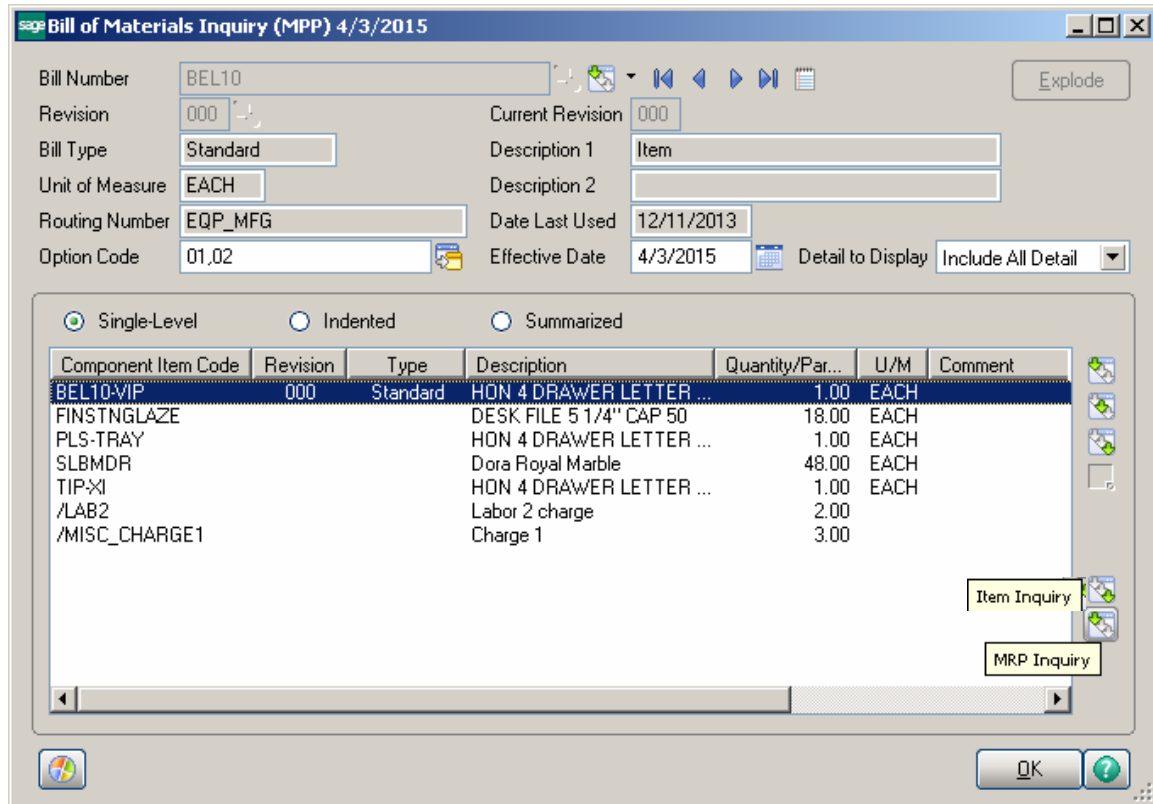 sage Bill of Materials Inquiry (MPP) 4/3/2015
Bill Number BEL10 Explode
Revision 000 Current Revision 000
Bill Type Standard Description 1 Item
Unit of Measure EACH Description 2
Routing Number EQP_MFG Date Last Used 12/11/2013
Option Code 01,02 Effective Date 4/3/2015 Detail to Display Include All Detail
Single-Level Indented Summarized
Component Item Code Revision Type Description Quantity/Par... U/M Comment
BEL10-VIP 000 Standard HON 4 DRAWER LETTER ... 1.00 EACH
FINSTNGLAZE DESK FILE 5 1/4" CAP 50 18.00 EACH
PLS-TRAY HON 4 DRAWER LETTER ... 1.00 EACH
SLBMDR Dora Royal Marble 48.00 EACH
TIP-XI HON 4 DRAWER LETTER ... 1.00 EACH
/LAB2 Labor 2 charge 2.00
/MISC_CHARGE1 Charge 1 3.00
Item Inquiry
MRP Inquiry
OK